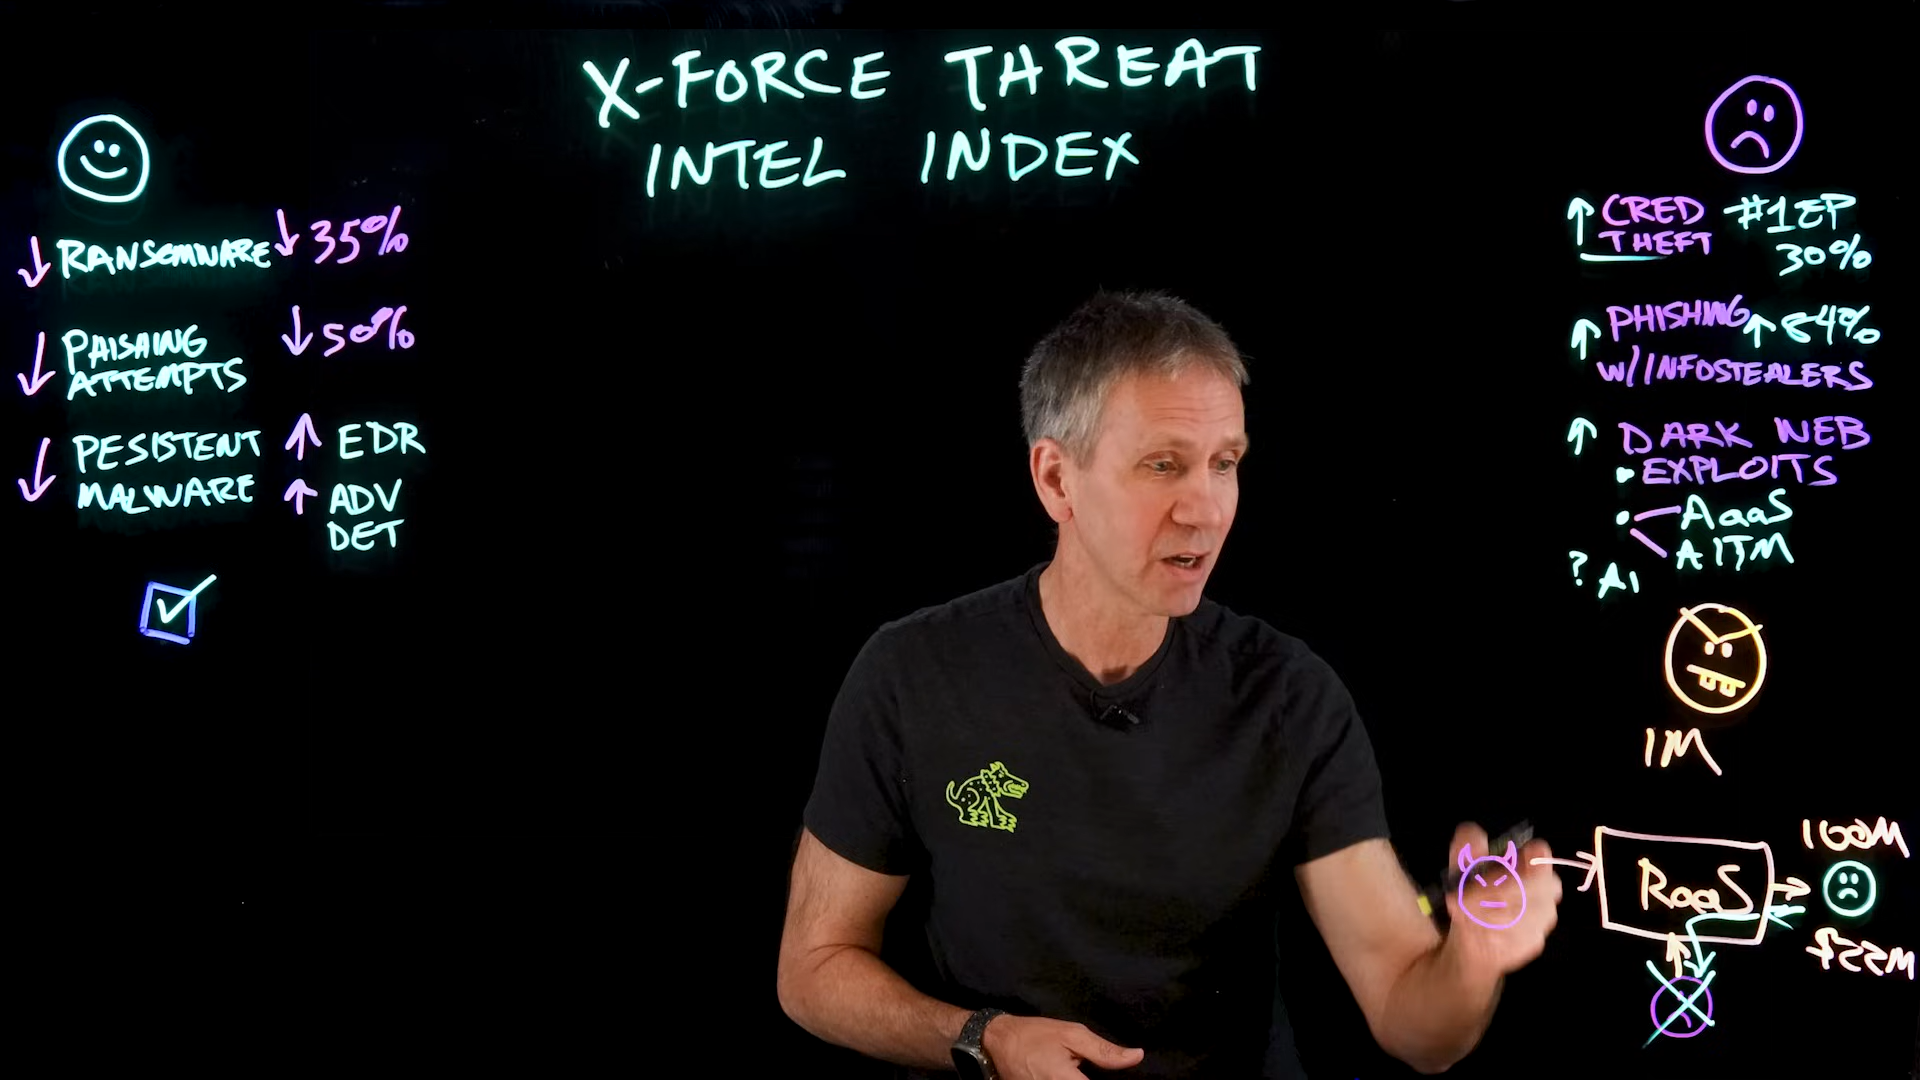 X-FORCE THREAT
INTEL INDEX
↓ RANSOMWARE ↓ 35%
↓ PHISHING ATTEMPTS ↓ 50%
↓ PESISTENT MALWARE ↑ EDR
↑ ADV DET
↑ CRED THEFT #1 EP
30%
↑ PHISHING ↑ 84%
W/INFOSTEALERS
↑ DARK WEB
EXPLOITS
AaaS
AITM
? AI
1M
100M
RaaS
$22M